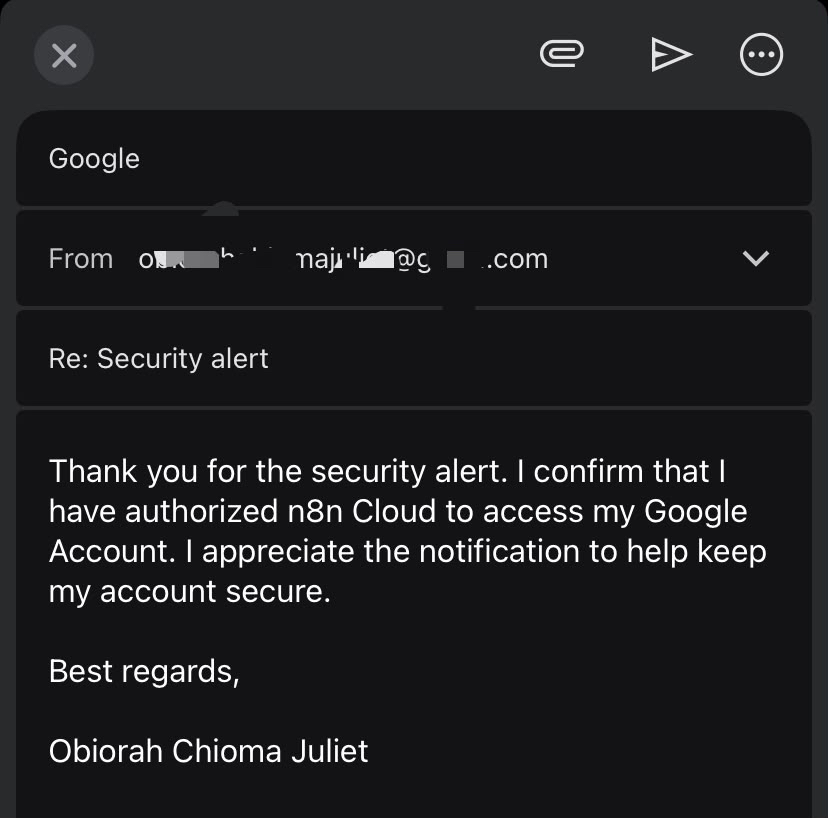 Google
From
.com
Re: Security alert
Thank you for the security alert. I confirm that I
have authorized n8n Cloud to access my Google
Account. I appreciate the notification to help keep
my account secure.
Best regards,
Obiorah Chioma Juliet